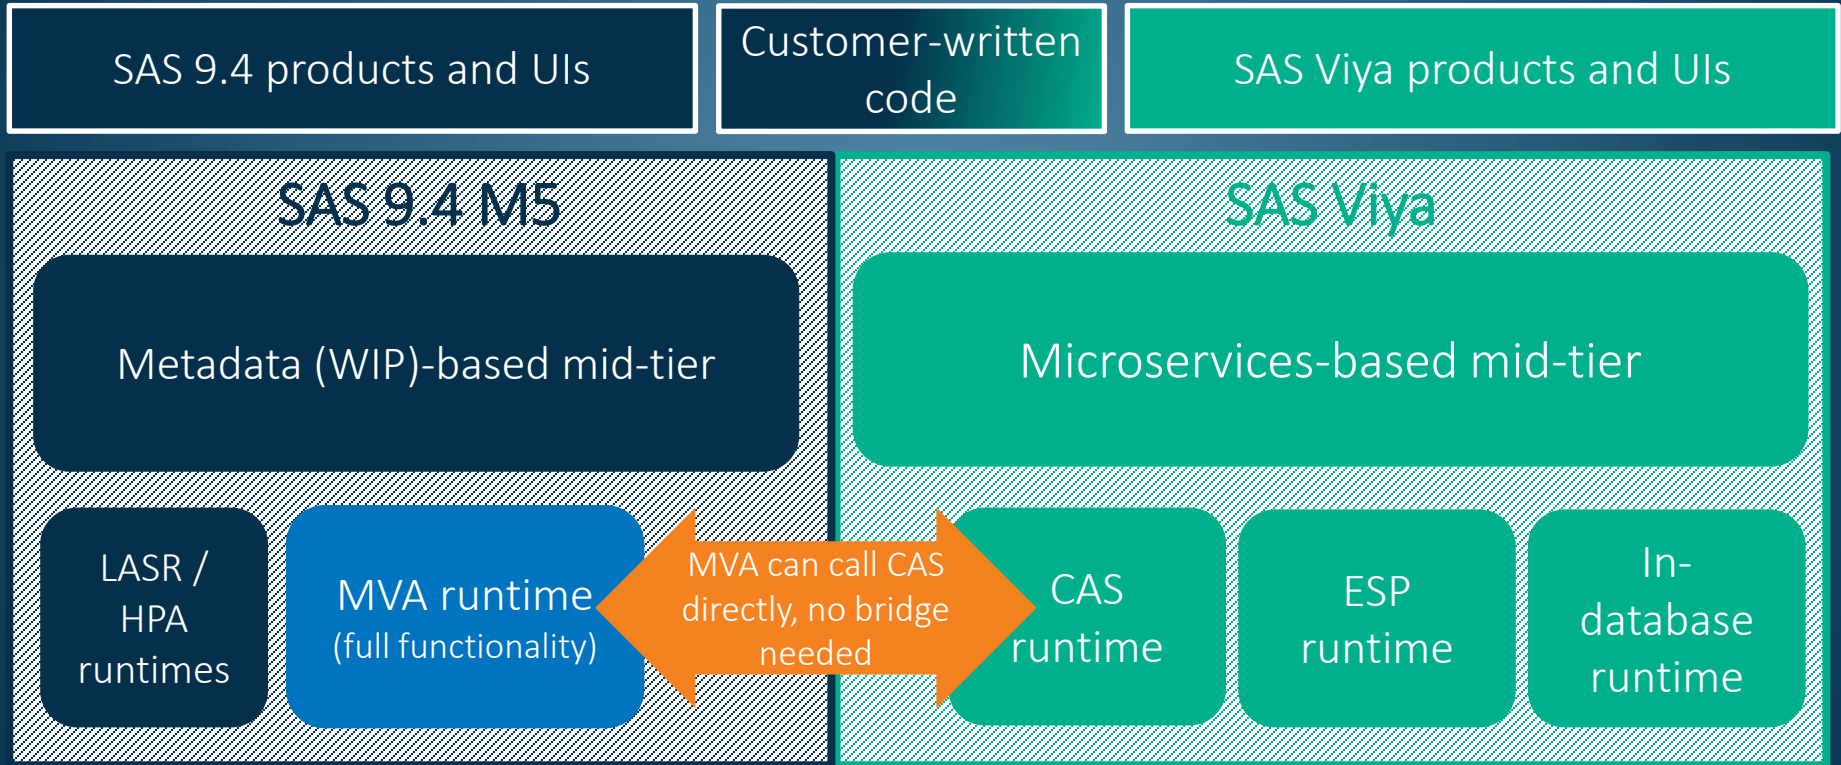 SAS 9.4 products and UIs
Customer-written
code
SAS Viya products and UIs
SAS 9.4 M5
SAS Viya
Metadata (WIP)-based mid-tier
Microservices-based mid-tier
LASR /
HPA
runtimes
MVA runtime
(full functionality)
MVA can call CAS
directly, no bridge
needed
CAS
runtime
ESP
runtime
In-
database
runtime